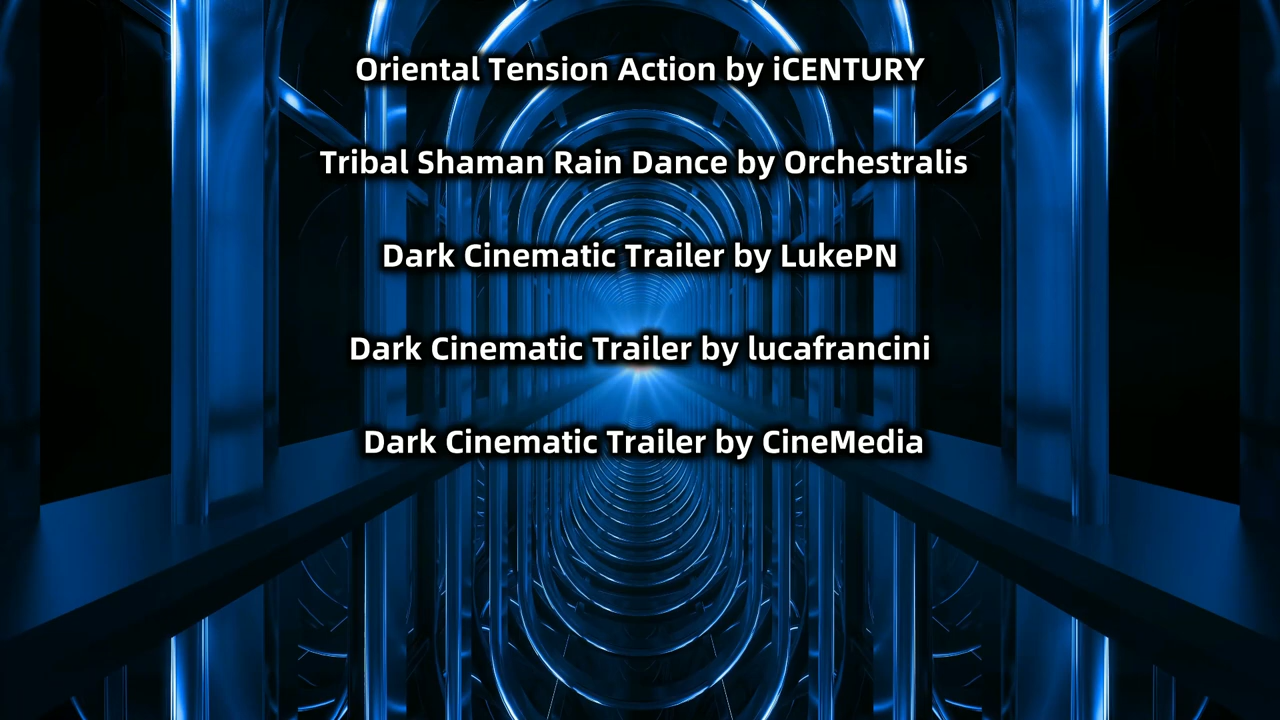 Oriental Tension Action by iCENTURY
Tribal Shaman Rain Dance by Orchestralis
Dark Cinematic Trailer by LukePN
Dark Cinematic Trailer by lucafrancini
Dark Cinematic Trailer by CineMedia